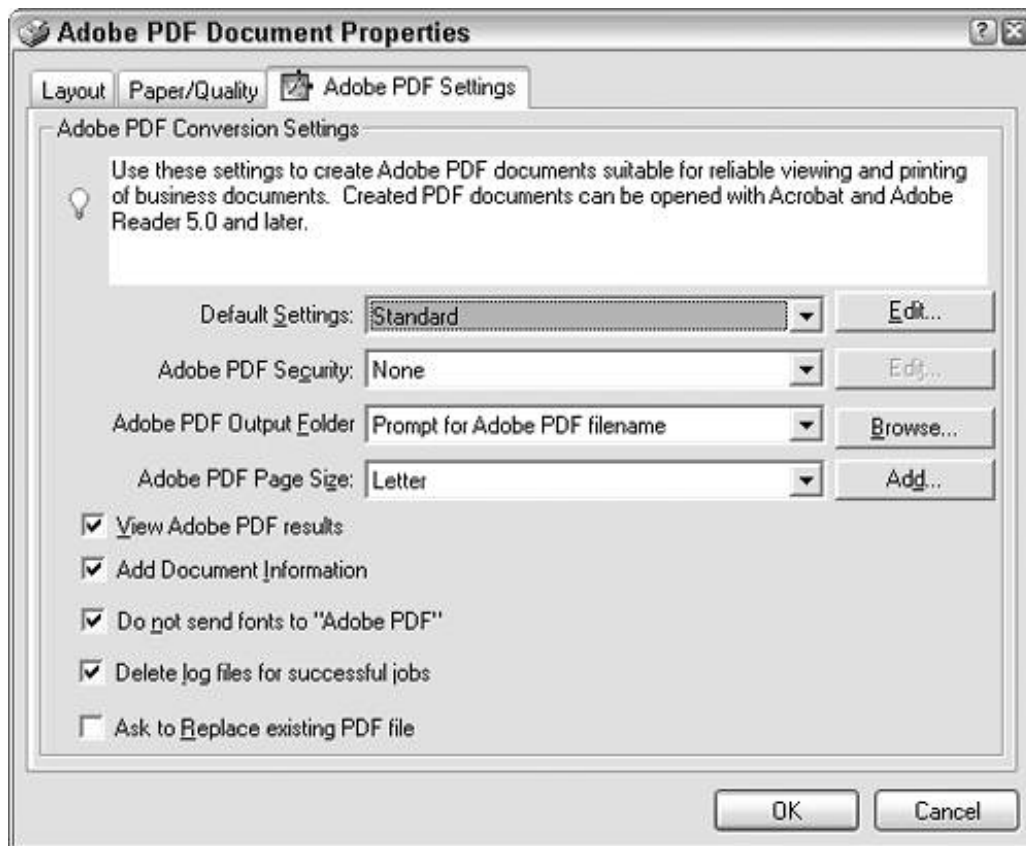 Adobe PDF Document Properties
Layout
Paper/Quality
Adobe PDF Settings
Adobe PDF Conversion Settings
Use these settings to create Adobe PDF documents suitable for reliable viewing and printing
of business documents. Created PDF documents can be opened with Acrobat and Adobe
Reader 5.0 and later.
Default Settings: Standard Edit...
Adobe PDF Security: None Edit...
Adobe PDF Output Folder Prompt for Adobe PDF filename Browse...
Adobe PDF Page Size: Letter Add...
View Adobe PDF results
Add Document Information
Do not send fonts to "Adobe PDF"
Delete log files for successful jobs
Ask to Replace existing PDF file
OK Cancel